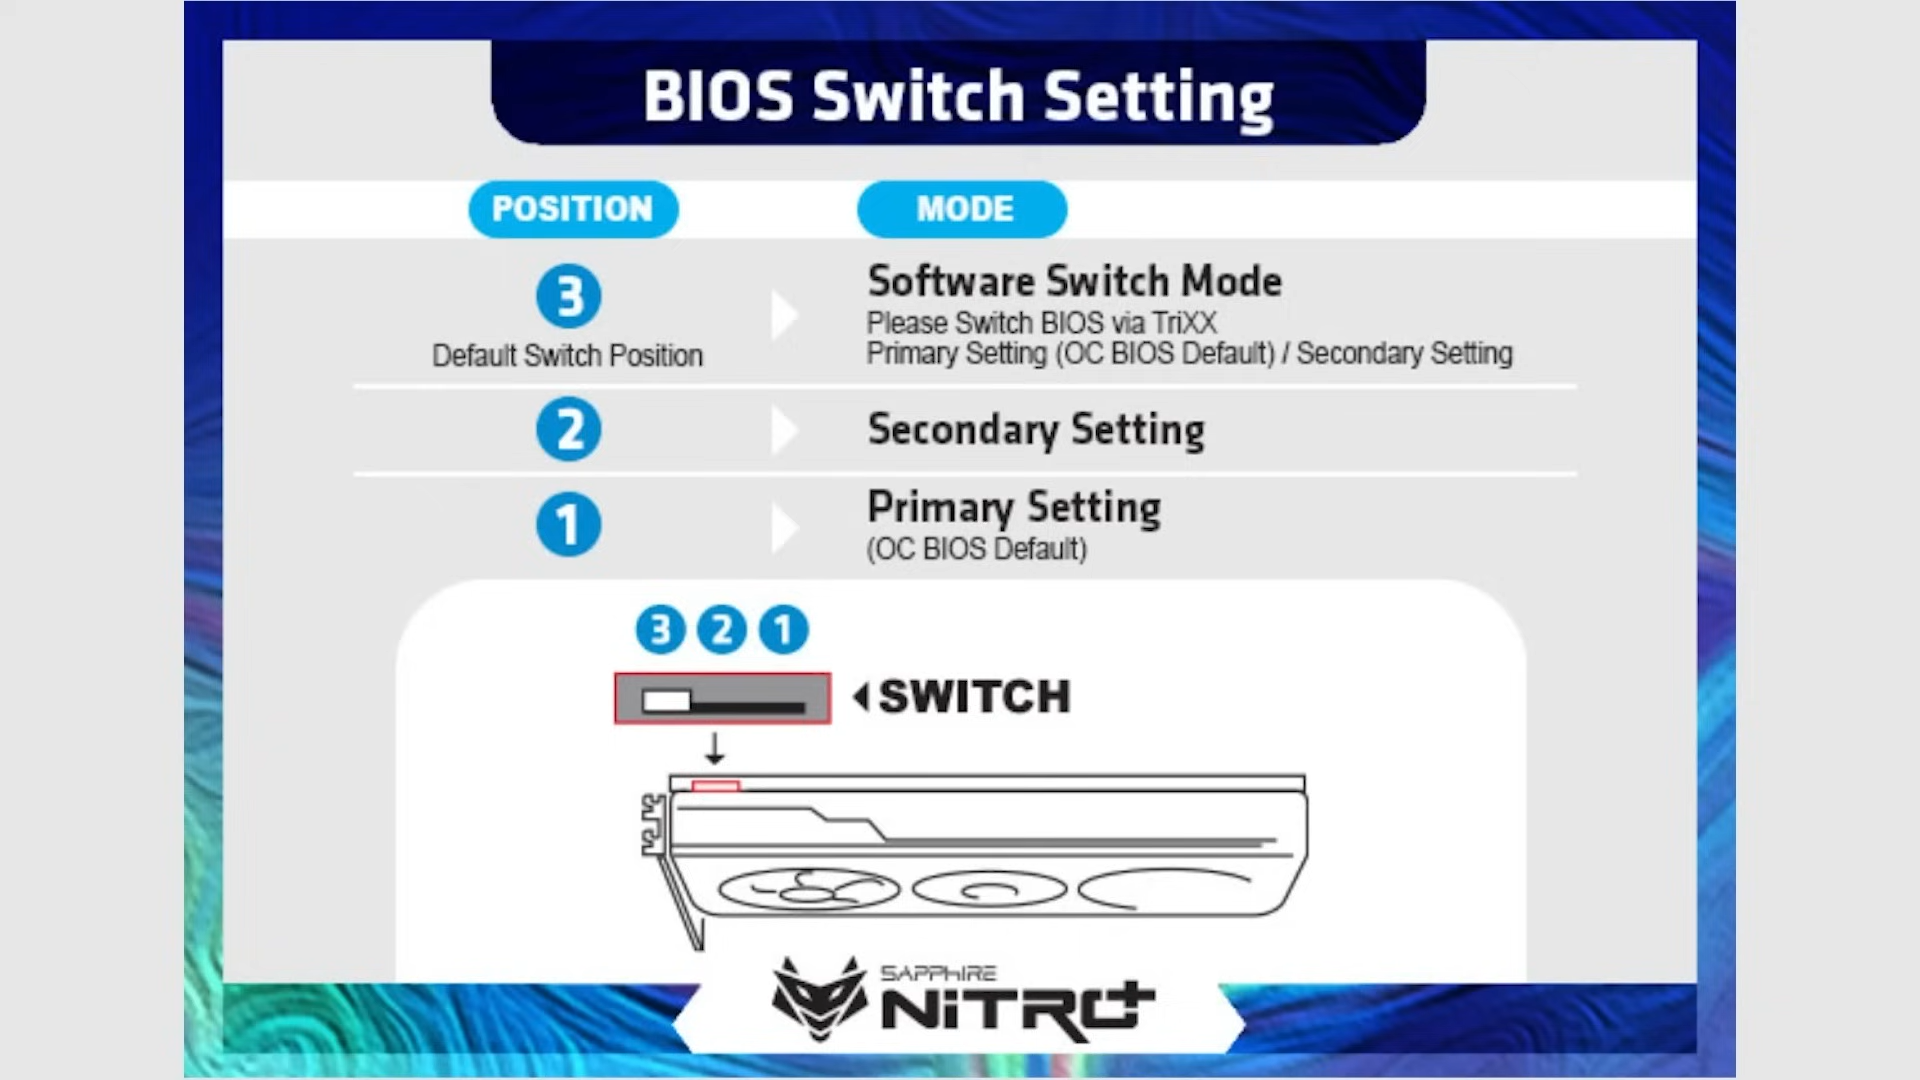 BIOS Switch Setting
POSITION
MODE
3
Default Switch Position
Software Switch Mode
Please Switch BIOS via TriXX
Primary Setting (OC BIOS Default) / Secondary Setting
2
Secondary Setting
1
Primary Setting
(OC BIOS Default)
3 2 1
SWITCH
SAPPHIRE
NITRO+